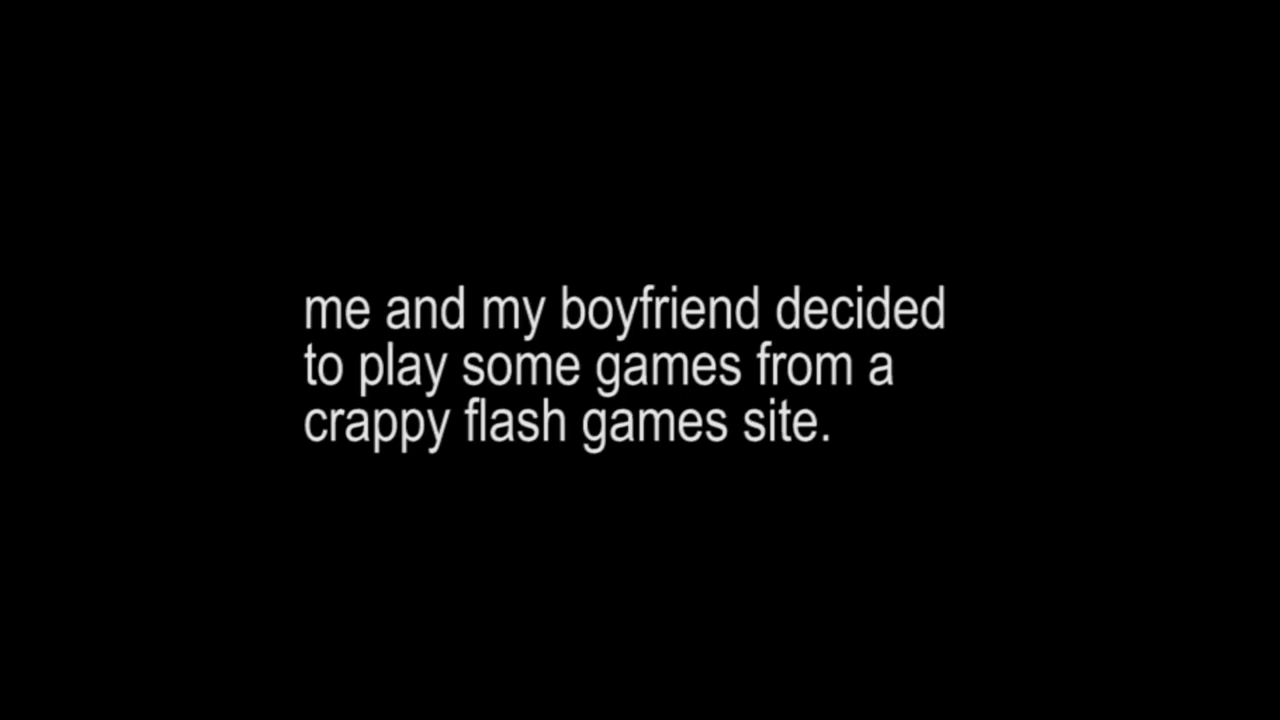 me and my boyfriend decided
to play some games from a
crappy flash games site.